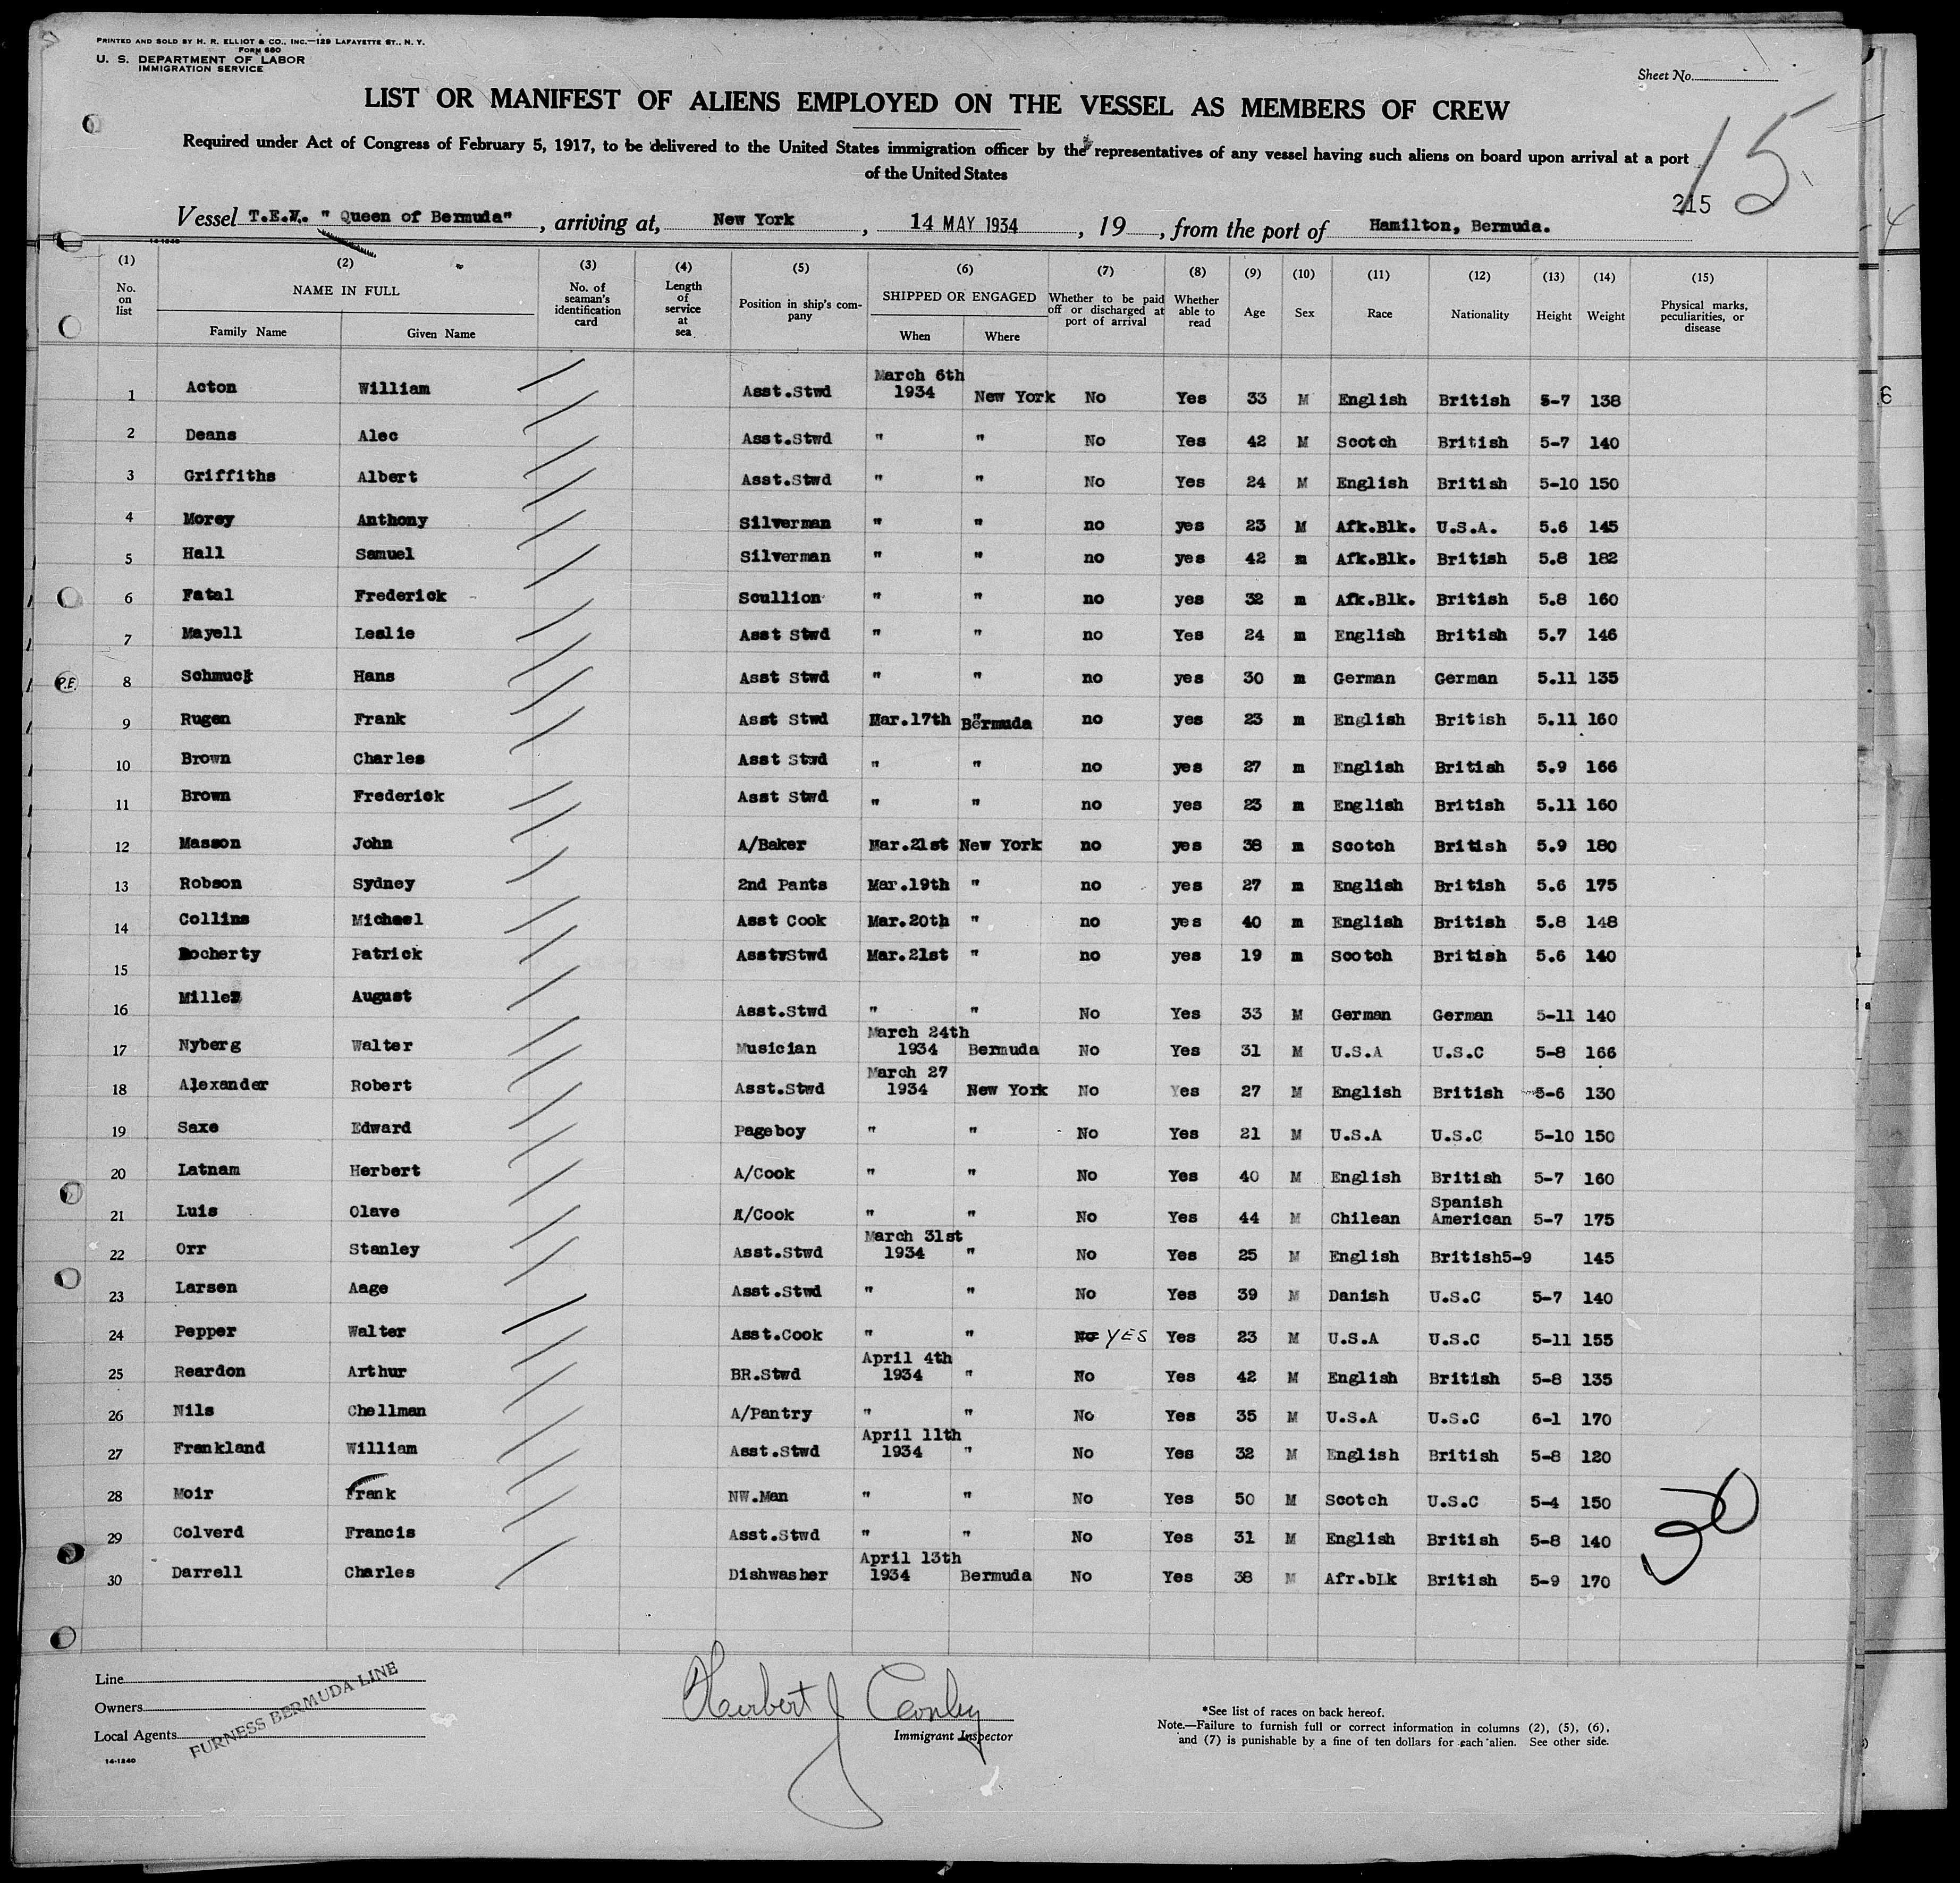 PRINTED AND SOLD BY H. R. ELLIOT & CO., INC.—129 LAFAYETTE ST., N. Y.
FORM 680
U. S. DEPARTMENT OF LABOR
IMMIGRATION SERVICE
Sheet No.
LIST OR MANIFEST OF ALIENS EMPLOYED ON THE VESSEL AS MEMBERS OF CREW
15
Required under Act of Congress of February 5, 1917, to be delivered to the United States immigration officer by the representatives of any vessel having such aliens on board upon arrival at a port
of the United States
215
Vessel T.E.V. " Queen of Bermuda" , arriving at, New York , 14 MAY 1934 , 19 , from the port of Hamilton, Bermuda.
14-1240
(1) (2) (3) (4) (5) (6) (7) (8) (9) (10) (11) (12) (13) (14) (15)
No. on list NAME IN FULL Family Name Given Name No. of seaman's identification card Length of service at sea Position in ship's company SHIPPED OR ENGAGED When Where Whether to be paid off or discharged at port of arrival Whether able to read Age Sex Race Nationality Height Weight Physical marks, peculiarities, or disease
1 Acton William Asst.Stwd March 6th 1934 New York No Yes 33 M English British 5-7 138
2 Deans Alec Asst.Stwd " " No Yes 42 M Scotch British 5-7 140
3 Griffiths Albert Asst.Stwd " " No Yes 24 M English British 5-10 150
4 Morey Anthony Silverman " " no yes 23 M Afk.Blk. U.S.A. 5.6 145
5 Hall Samuel Silverman " " no yes 42 m Afk.Blk. British 5.8 182
6 Fatal Frederick Scullion " " no yes 32 m Afk.Blk. British 5.8 160
7 Mayell Leslie Asst Stwd " " no Yes 24 m English British 5.7 146
8 Schmuck Hans Asst Stwd " " no yes 30 m German German 5.11 135
9 Rugen Frank Asst Stwd Mar.17th Bermuda no yes 23 m English British 5.11 160
10 Brown Charles Asst Stwd " " no yes 27 m English British 5.9 166
11 Brown Frederick Asst Stwd " " no yes 23 m English British 5.11 160
12 Masson John A/Baker Mar.21st New York no yes 38 m Scotch British 5.9 180
13 Robson Sydney 2nd Pants Mar.19th " no yes 27 m English British 5.6 175
14 Collins Michael Asst Cook Mar.20th " no yes 40 m English British 5.8 148
15 Docherty Patrick Asst Stwd Mar.21st " no yes 19 m Scotch British 5.6 140
16 Miller August Asst.Stwd " " No Yes 33 M German German 5-11 140
17 Nyberg Walter Musician March 24th 1934 Bermuda No Yes 31 M U.S.A U.S.C 5-8 166
18 Alexander Robert Asst.Stwd March 27 1934 New York No Yes 27 M English British 5-6 130
19 Saxe Edward Pageboy " " No Yes 21 M U.S.A U.S.C 5-10 150
20 Latnam Herbert A/Cook " " No Yes 40 M English British 5-7 160
21 Luis Olave A/Cook " " No Yes 44 M Chilean Spanish American 5-7 175
22 Orr Stanley Asst.Stwd March 31st 1934 " No Yes 25 M English British5-9 145
23 Larsen Aage Asst.Stwd " " No Yes 39 M Danish U.S.C 5-7 140
24 Pepper Walter Asst.Cook " " No YES Yes 23 M U.S.A U.S.C 5-11 155
25 Reardon Arthur BR.Stwd April 4th 1934 " No Yes 42 M English British 5-8 135
26 Nils Chellman A/Pantry " " No Yes 35 M U.S.A U.S.C 6-1 170
27 Frankland William Asst.Stwd April 11th 1934 " No Yes 32 M English British 5-8 120
28 Moir Frank NW.Man " " No Yes 50 M Scotch U.S.C 5-4 150
29 Colverd Francis Asst.Stwd " " No Yes 31 M English British 5-8 140
30 Darrell Charles Dishwasher April 13th 1934 Bermuda No Yes 38 M Afr.blk British 5-9 170
30
Line
Owners
Local Agents
FURNESS BERMUDA LINE
14-1240
Herbert J Conley
Immigrant Inspector
*See list of races on back hereof.
Note.—Failure to furnish full or correct information in columns (2), (5), (6),
and (7) is punishable by a fine of ten dollars for each alien. See other side.